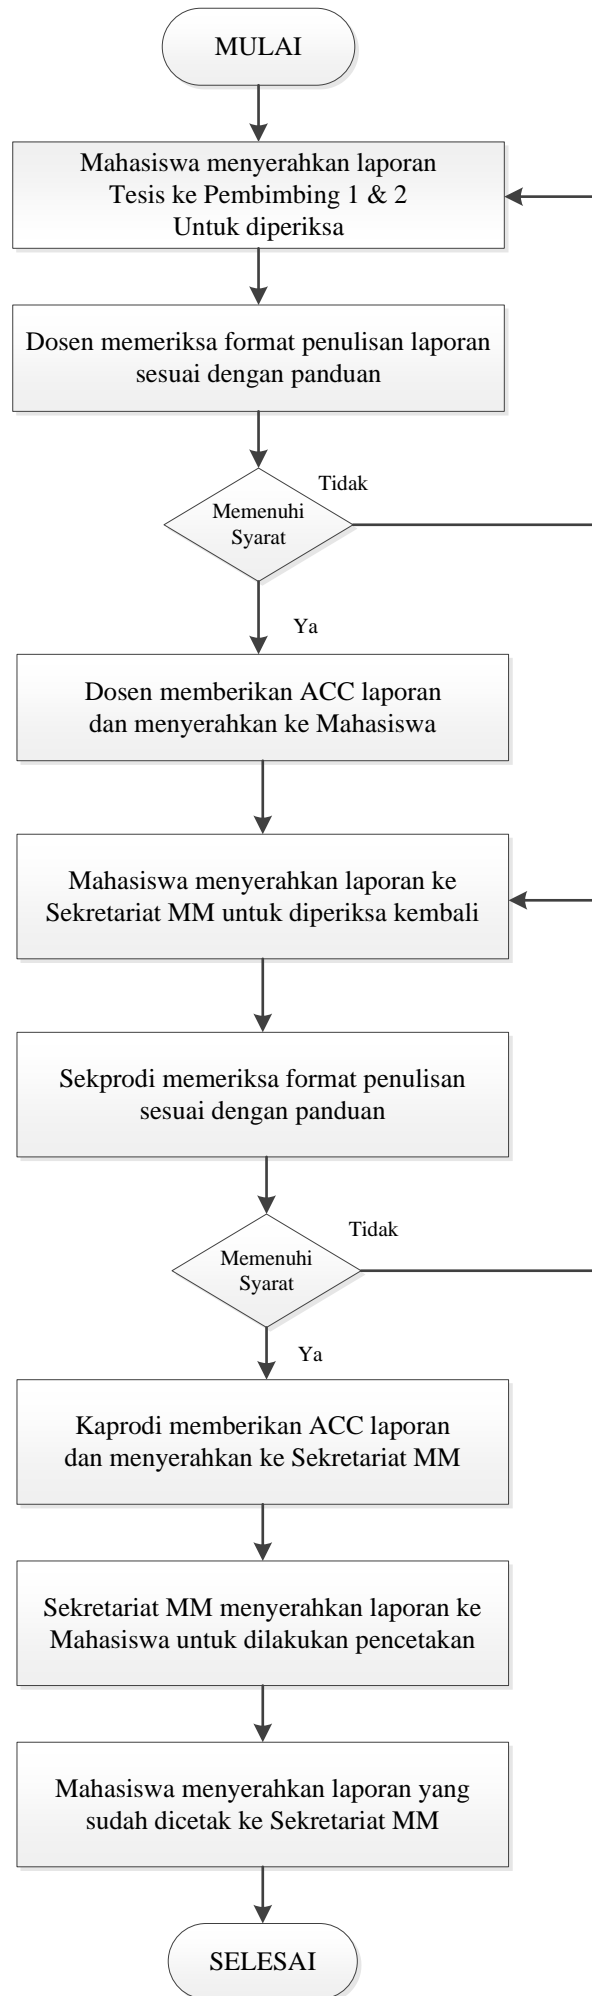 MULAI
Mahasiswa menyerahkan laporan
Tesis ke Pembimbing 1 & 2
Untuk diperiksa
Dosen memeriksa format penulisan laporan
sesuai dengan panduan
Tidak
Memenuhi
Syarat
Ya
Dosen memberikan ACC laporan
dan menyerahkan ke Mahasiswa
Mahasiswa menyerahkan laporan ke
Sekretariat MM untuk diperiksa kembali
Sekprodi memeriksa format penulisan
sesuai dengan panduan
Tidak
Memenuhi
Syarat
Ya
Kaprodi memberikan ACC laporan
dan menyerahkan ke Sekretariat MM
Sekretariat MM menyerahkan laporan ke
Mahasiswa untuk dilakukan pencetakan
Mahasiswa menyerahkan laporan yang
sudah dicetak ke Sekretariat MM
SELESAI